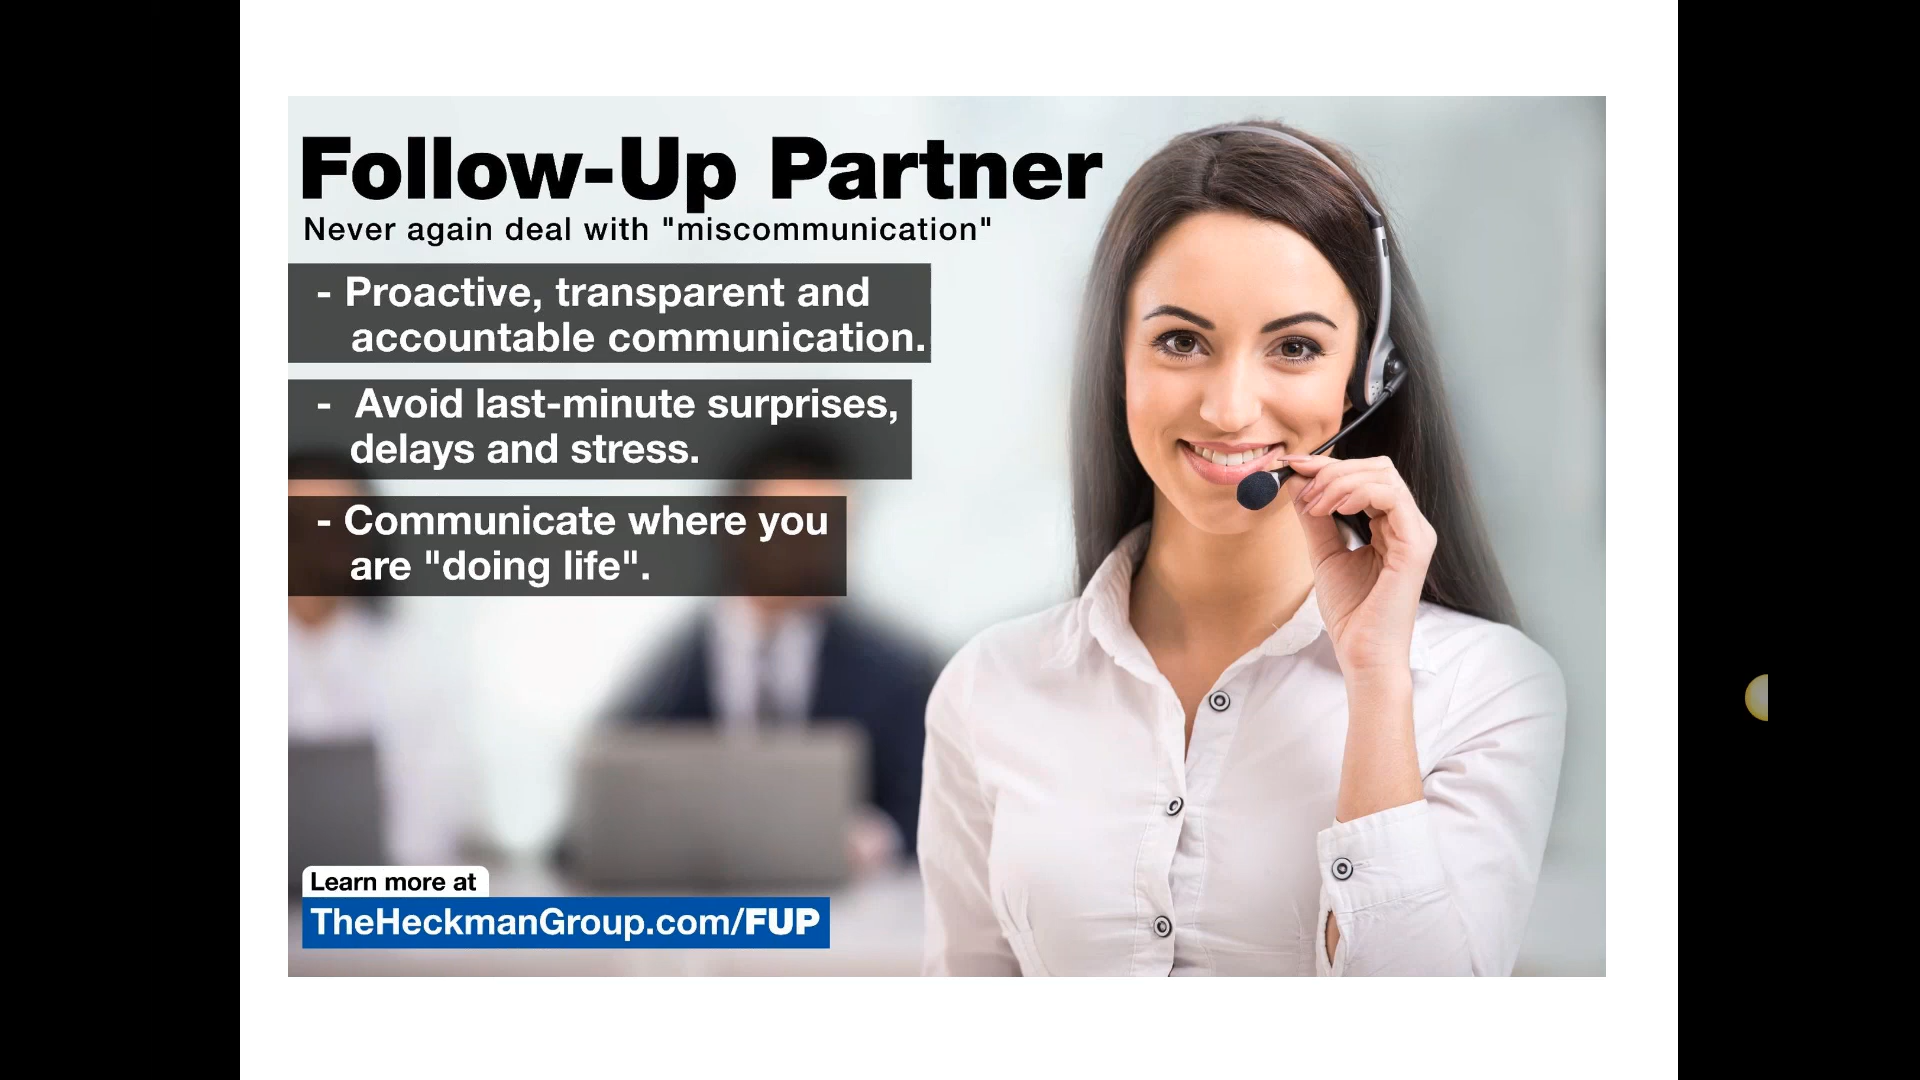 Follow-Up Partner
Never again deal with "miscommunication"
- Proactive, transparent and
accountable communication.
- Avoid last-minute surprises,
delays and stress.
- Communicate where you
are "doing life".
Learn more at
TheHeckmanGroup.com/FUP